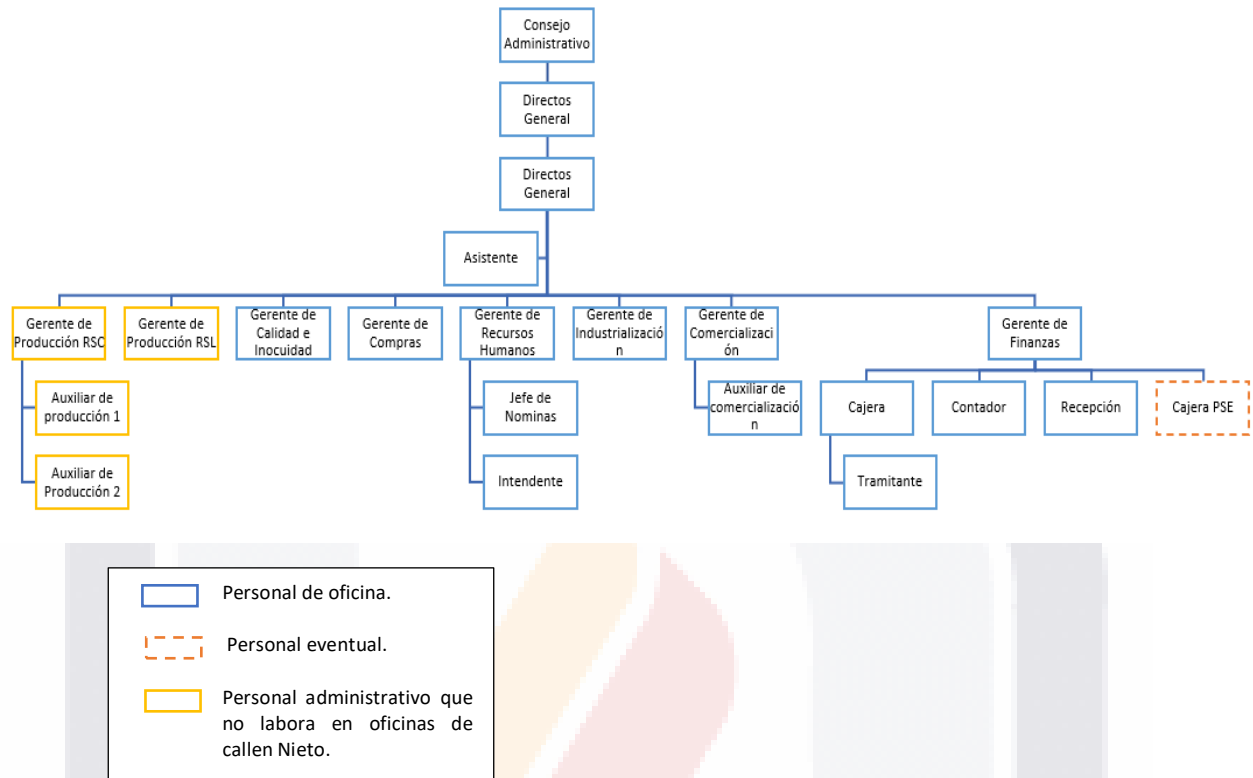 Consejo
Administrativo
Directos
General
Directos
General
Asistente
Gerente de
Producción RSC
Gerente de
Producción RSL
Gerente de
Calidad e
Inocuidad
Gerente de
Compras
Gerente de
Recursos
Humanos
Gerente de
Industrializació
n
Gerente de
Comercializaci
ón
Gerente de
Finanzas
Auxiliar de
producción 1
Jefe de
Nominas
Auxiliar de
comercializació
n
Cajera
Contador
Recepción
Cajera PSE
Auxiliar de
Producción 2
Intendente
Tramitante
Personal de oficina.
Personal eventual.
Personal administrativo que
no labora en oficinas de
callen Nieto.